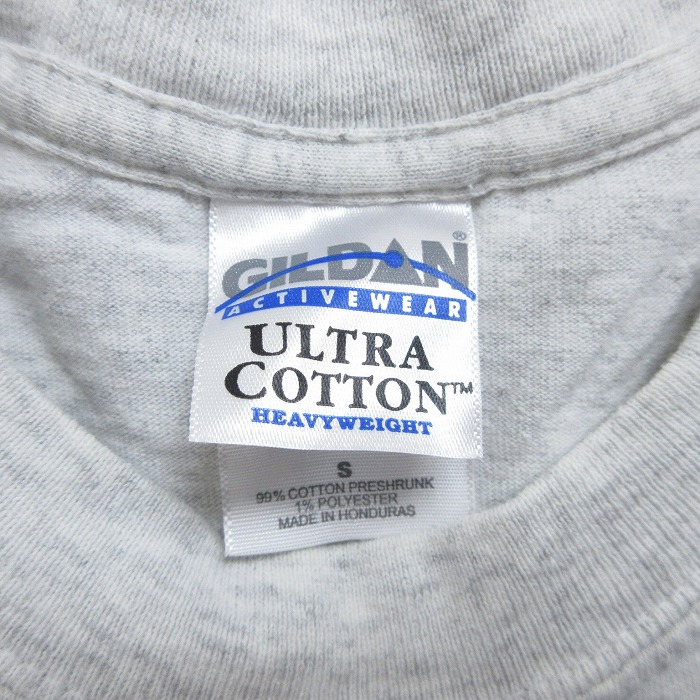 GILDAN®
ACTIVEWEAR
ULTRA
COTTON™
HEAVYWEIGHT
S
99% COTTON PRESHRUNK
1% POLYESTER
MADE IN HONDURAS